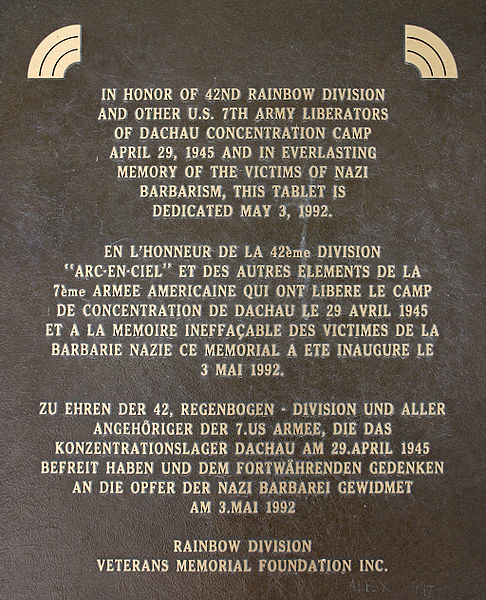 IN HONOR OF 42ND RAINBOW DIVISION
AND OTHER U.S. 7TH ARMY LIBERATORS
OF DACHAU CONCENTRATION CAMP
APRIL 29, 1945 AND IN EVERLASTING
MEMORY OF THE VICTIMS OF NAZI
BARBARISM, THIS TABLET IS
DEDICATED MAY 3, 1992.
EN L'HONNEUR DE LA 42ème DIVISION
"ARC-EN-CIEL" ET DES AUTRES ELEMENTS DE LA
7ème ARMEE AMERICAINE QUI ONT LIBERE LE CAMP
DE CONCENTRATION DE DACHAU LE 29 AVRIL 1945
ET A LA MEMOIRE INEFFAÇABLE DES VICTIMES DE LA
BARBARIE NAZIE CE MEMORIAL A ETE INAUGURE LE
3 MAI 1992.
ZU EHREN DER 42, REGENBOGEN - DIVISION UND ALLER
ANGEHÖRIGER DER 7.US ARMEE, DIE DAS
KONZENTRATIONSLAGER DACHAU AM 29.APRIL 1945
BEFREIT HABEN UND DEM FORTWÄHRENDEN GEDENKEN
AN DIE OPFER DER NAZI BARBAREI GEWIDMET
AM 3.MAI 1992
RAINBOW DIVISION
VETERANS MEMORIAL FOUNDATION INC.